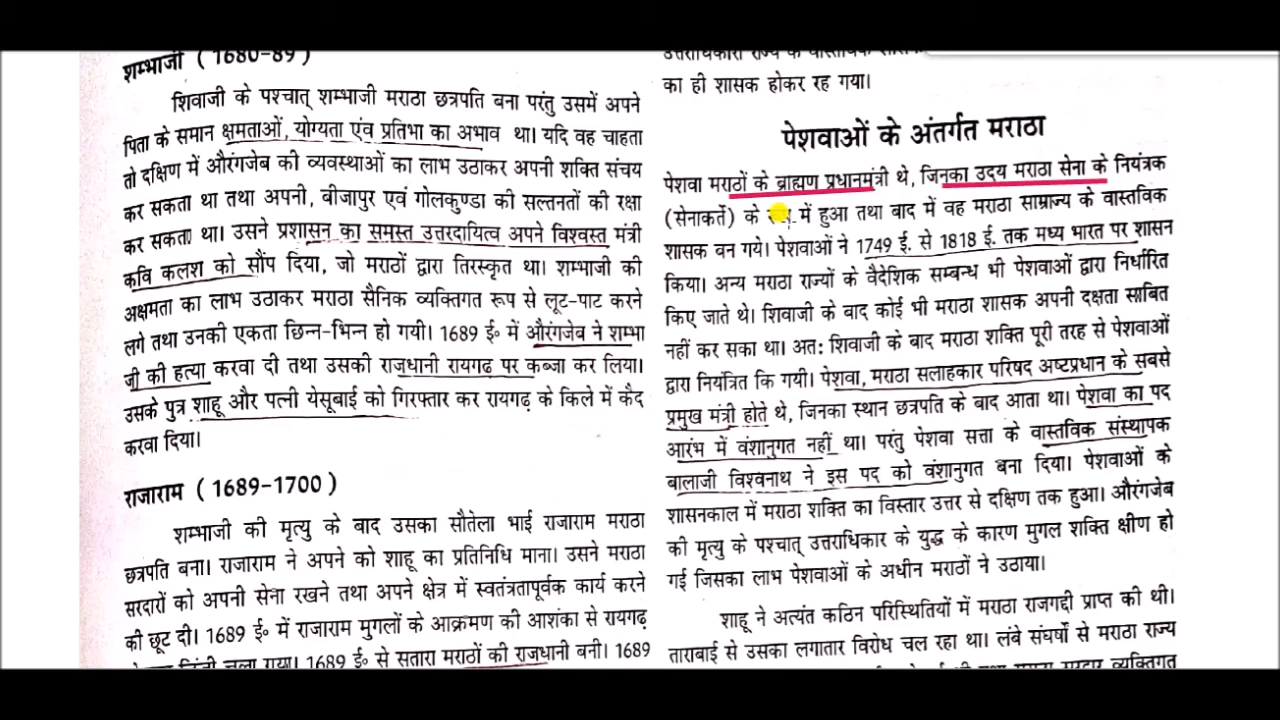 शम्भाजी ( 1680-89 )
शिवाजी के पश्चात् शम्भाजी मराठा छत्रपति बना परंतु उसमें अपने
पिता के समान क्षमताओं, योग्यता एंव प्रतिभा का अभाव था। यदि वह चाहता
तो दक्षिण में औरंगजेब की व्यवस्थाओं का लाभ उठाकर अपनी शक्ति संचय
कर सकता था तथा अपनी, बीजापुर एवं गोलकुण्डा की सल्तनतों की रक्षा
कर सकता था। उसने प्रशासन का समस्त उत्तरदायित्व अपने विश्वस्त मंत्री
कवि कलश को सौंप दिया, जो मराठों द्वारा तिरस्कृत था। शम्भाजी की
अक्षमता का लाभ उठाकर मराठा सैनिक व्यक्तिगत रूप से लूट-पाट करने
लगे तथा उनकी एकता छिन्न-भिन्न हो गयी। 1689 ई॰ में औरंगजेब ने शम्भा
जी की हत्या करवा दी तथा उसकी राजधानी रायगढ़ पर कब्जा कर लिया।
उसके पुत्र शाहू और पत्नी येसूबाई को गिरफ्तार कर रायगढ़ के किले में कैद
करवा दिया।
राजाराम ( 1689-1700 )
शम्भाजी की मृत्यु के बाद उसका सौतेला भाई राजाराम मराठा
छत्रपति बना। राजाराम ने अपने को शाहू का प्रतिनिधि माना। उसने मराठा
सरदारों को अपनी सेना रखने तथा अपने क्षेत्र में स्वतंत्रतापूर्वक कार्य करने
की छूट दी। 1689 ई॰ में राजाराम मुगलों के आक्रमण की आशंका से रायगढ़
चला गया। 1689 ई॰ से सतारा मराठों की राजधानी बनी। 1689
उत्तराधिकारी राज्य के वास्तविक
का ही शासक होकर रह गया।
पेशवाओं के अंतर्गत मराठा
पेशवा मराठों के ब्राह्मण प्रधानमंत्री थे, जिनका उदय मराठा सेना के नियंत्रक
(सेनाकर्ते) के में हुआ तथा बाद में वह मराठा साम्राज्य के वास्तविक
शासक बन गये। पेशवाओं ने 1749 ई. से 1818 ई. तक मध्य भारत पर शासन
किया। अन्य मराठा राज्यों के वैदेशिक सम्बन्ध भी पेशवाओं द्वारा निर्धारित
किए जाते थे। शिवाजी के बाद कोई भी मराठा शासक अपनी दक्षता साबित
नहीं कर सका था। अत: शिवाजी के बाद मराठा शक्ति पूरी तरह से पेशवाओं
द्वारा नियंत्रित कि गयी। पेशवा, मराठा सलाहकार परिषद अष्टप्रधान के सबसे
प्रमुख मंत्री होते थे, जिनका स्थान छत्रपति के बाद आता था। पेशवा का पद
आरंभ में वंशानुगत नहीं था। परंतु पेशवा सत्ता के वास्तविक संस्थापक
बालाजी विश्वनाथ ने इस पद को वंशानुगत बना दिया। पेशवाओं के
शासनकाल में मराठा शक्ति का विस्तार उत्तर से दक्षिण तक हुआ। औरंगजेब
की मृत्यु के पश्चात् उत्तराधिकार के युद्ध के कारण मुगल शक्ति क्षीण हो
गई जिसका लाभ पेशवाओं के अधीन मराठों ने उठाया।
शाहू ने अत्यंत कठिन परिस्थितियों में मराठा राजगद्दी प्राप्त की थी।
ताराबाई से उसका लगातार विरोध चल रहा था। लंबे संघर्षों से मराठा राज्य
मराठा सरदार व्यक्तिगत